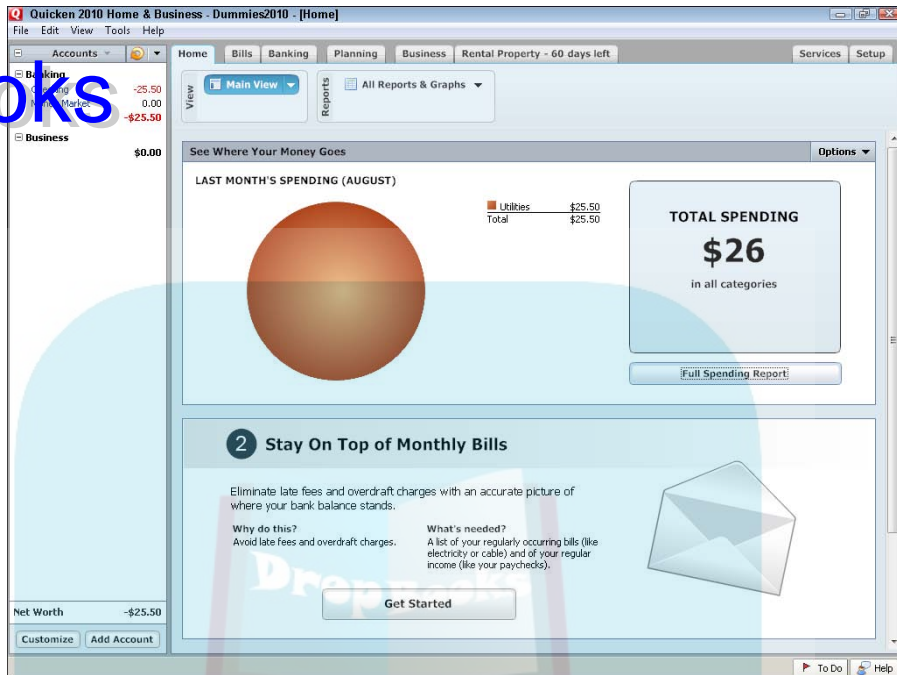 Quicken 2010 Home & Business - Dummies2010 - [Home]
File Edit View Tools Help
Accounts
Home Bills Banking Planning Business Rental Property - 60 days left Services Setup
Banking
-25.50
Market 0.00
-$25.50
Business
$0.00
oks
View
Main View
Reports
All Reports & Graphs
See Where Your Money Goes
Options
LAST MONTH'S SPENDING (AUGUST)
Utilities $25.50
Total $25.50
TOTAL SPENDING
$26
in all categories
Full Spending Report
2 Stay On Top of Monthly Bills
Eliminate late fees and overdraft charges with an accurate picture of
where your bank balance stands.
Why do this?
Avoid late fees and overdraft charges.
What's needed?
A list of your regularly occurring bills (like
electricity or cable) and of your regular
income (like your paychecks).
DropBooks
Get Started
Net Worth -$25.50
Customize Add Account
To Do Help